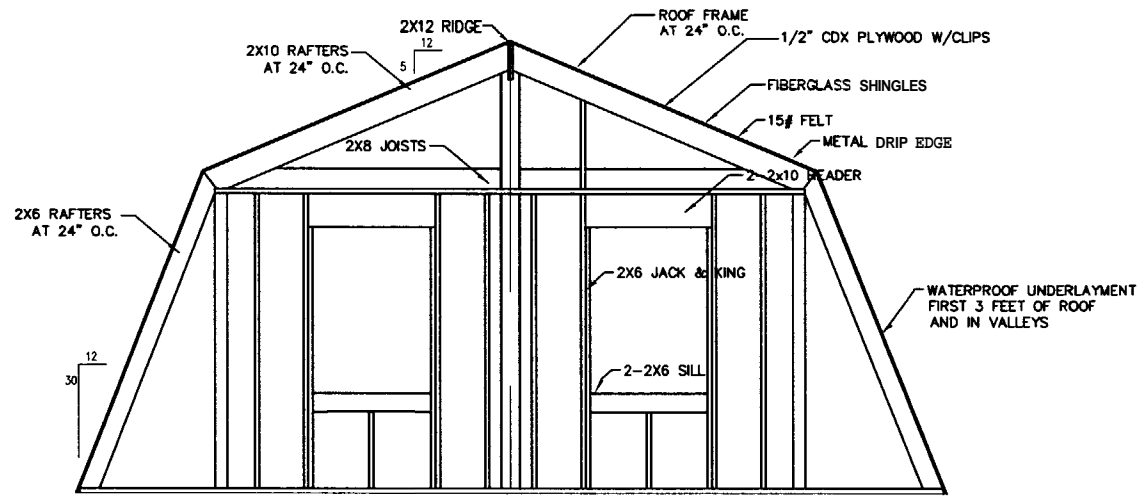 2X12 RIDGE
ROOF FRAME
AT 24" O.C.
1/2" CDX PLYWOOD W/CLIPS
2X10 RAFTERS
AT 24" O.C.
12
5
FIBERGLASS SHINGLES
15# FELT
METAL DRIP EDGE
2X8 JOISTS
2-2x10 HEADER
2X6 RAFTERS
AT 24" O.C.
2X6 JACK & KING
WATERPROOF UNDERLAYMENT
FIRST 3 FEET OF ROOF
AND IN VALLEYS
12
30
2-2X6 SILL